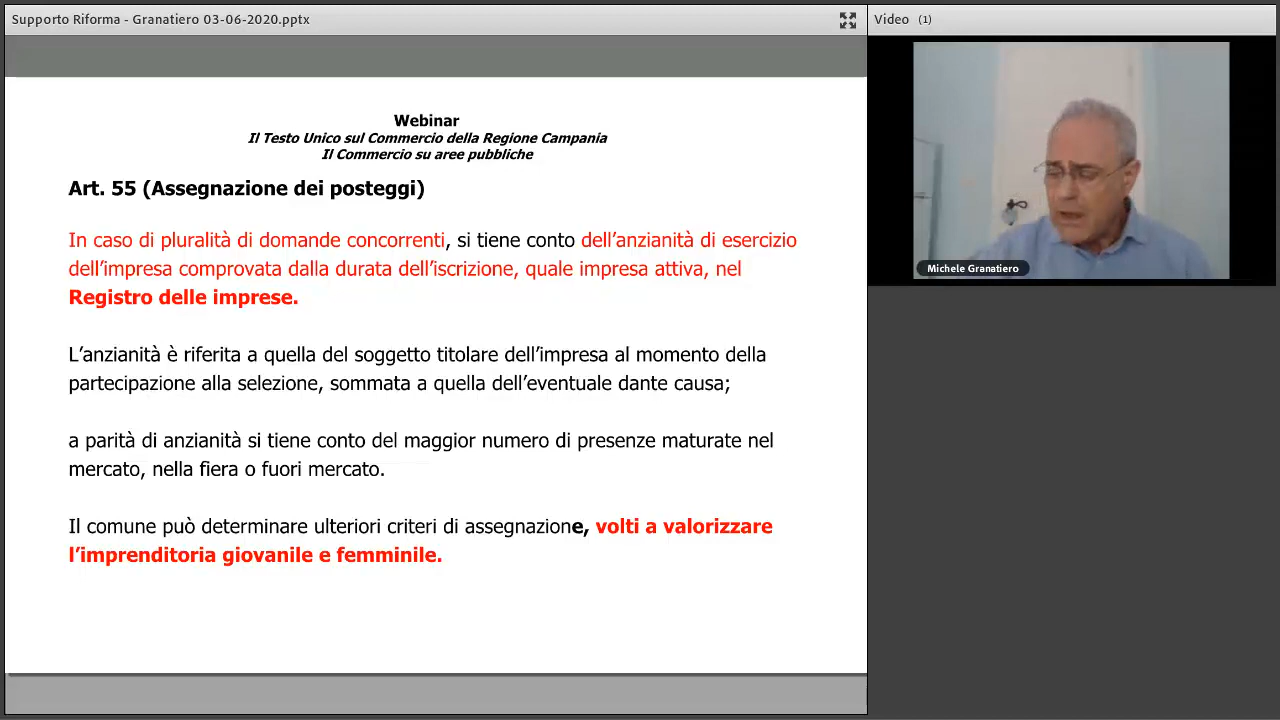 Supporto Riforma - Granatiero 03-06-2020.pptx
Video (1)
Webinar
Il Testo Unico sul Commercio della Regione Campania
Il Commercio su aree pubbliche
Art. 55 (Assegnazione dei posteggi)
In caso di pluralità di domande concorrenti, si tiene conto dell’anzianità di esercizio
dell’impresa comprovata dalla durata dell’iscrizione, quale impresa attiva, nel
Registro delle imprese.
L’anzianità è riferita a quella del soggetto titolare dell’impresa al momento della
partecipazione alla selezione, sommata a quella dell’eventuale dante causa;
a parità di anzianità si tiene conto del maggior numero di presenze maturate nel
mercato, nella fiera o fuori mercato.
Il comune può determinare ulteriori criteri di assegnazione, volti a valorizzare
l’imprenditoria giovanile e femminile.
Michele Granatiero